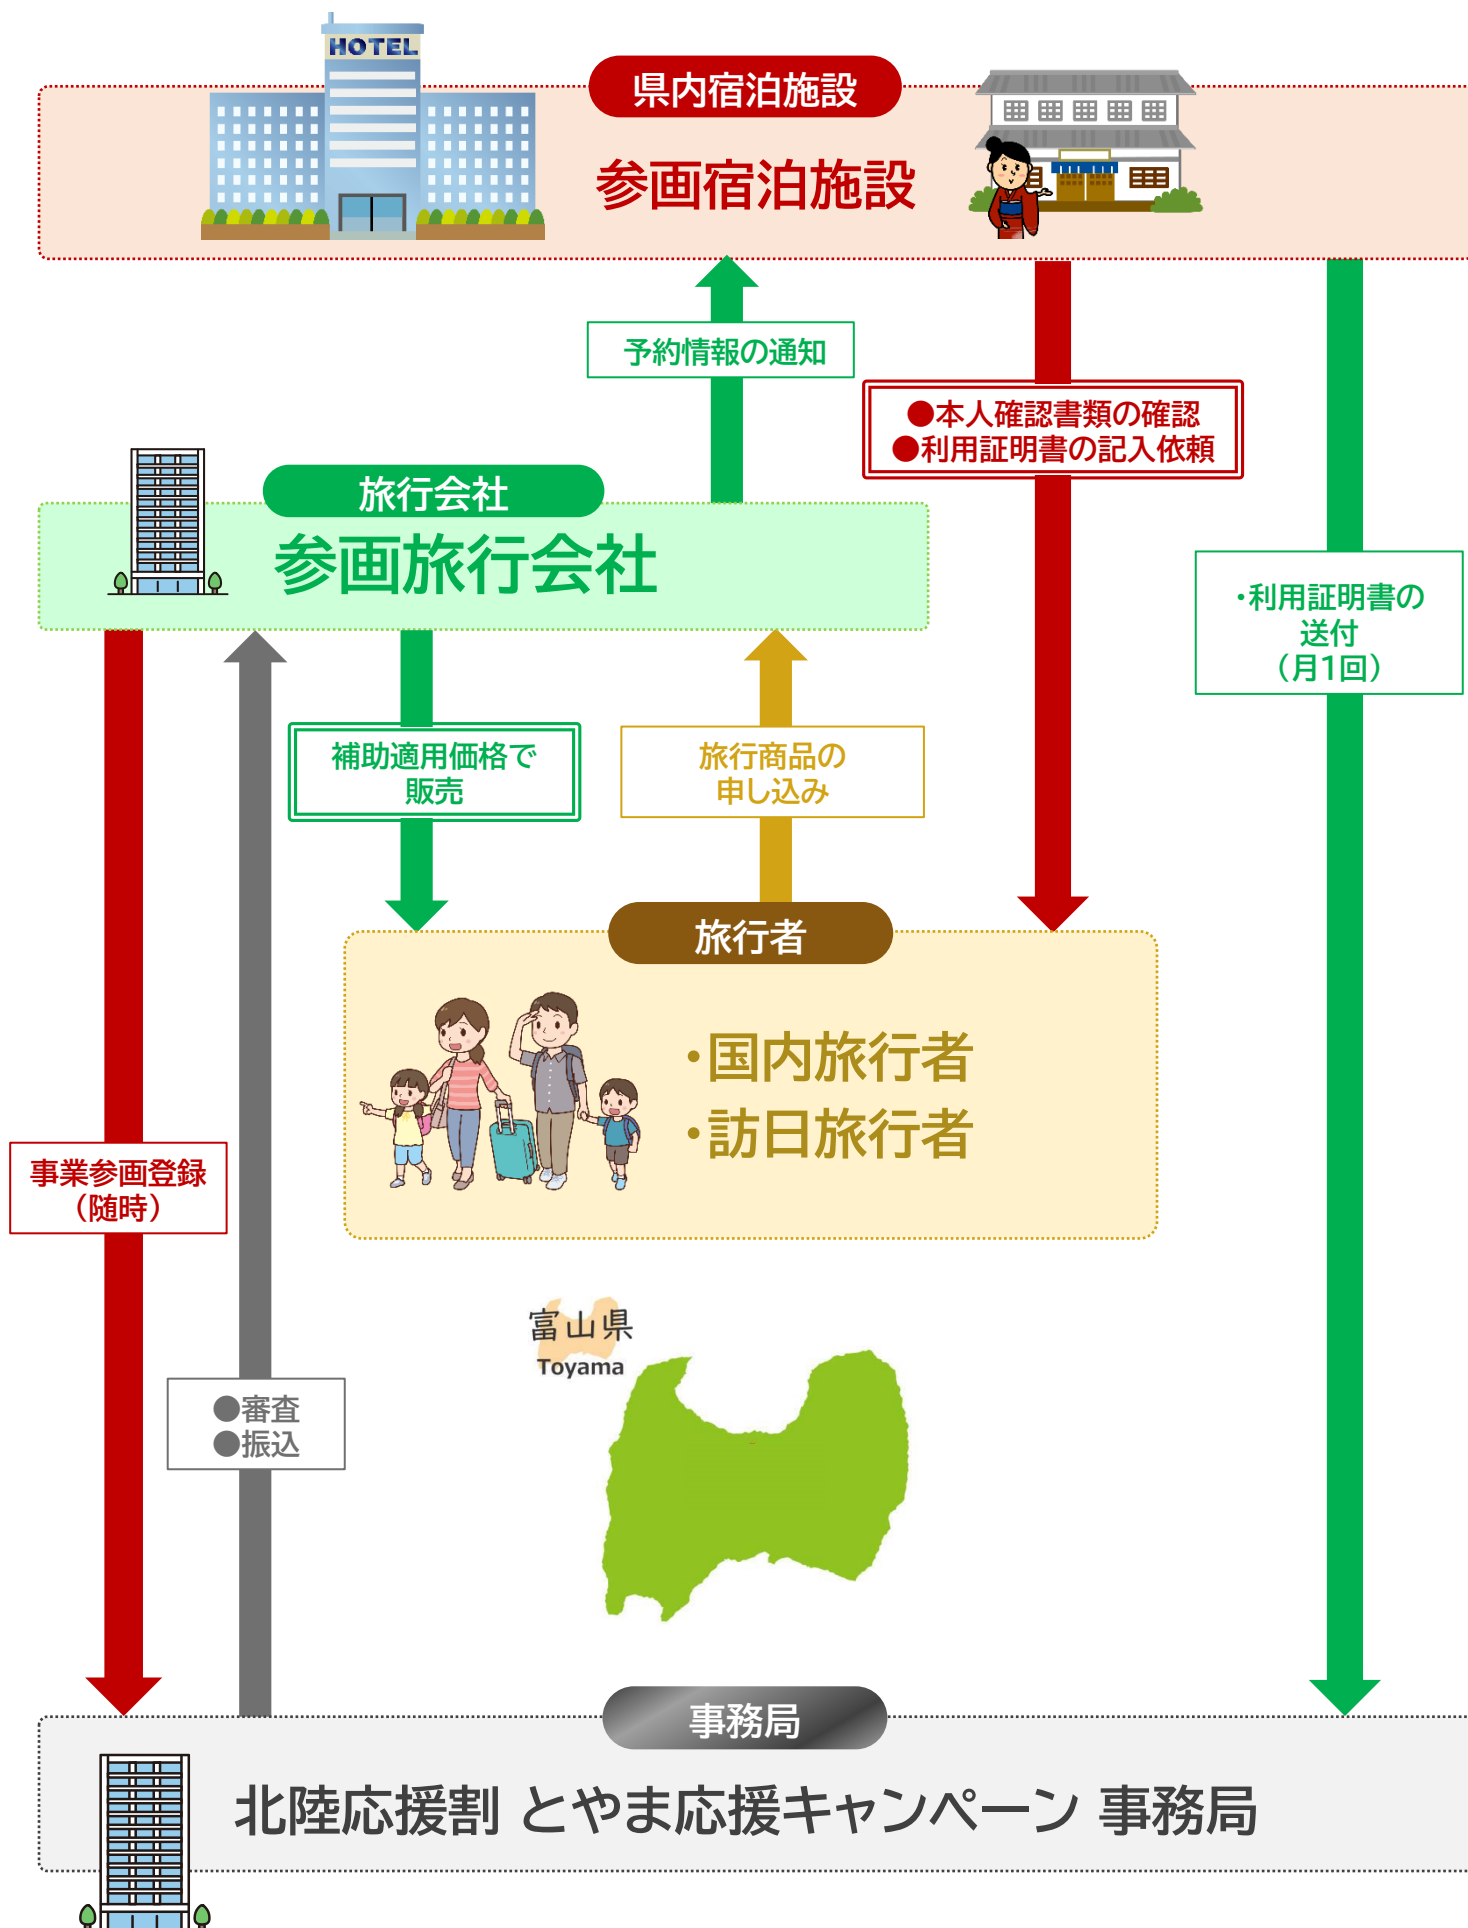 HOTEL
県内宿泊施設
参画宿泊施設
予約情報の通知
●本人確認書類の確認
●利用証明書の記入依頼
旅行会社
参画旅行会社
・利用証明書の
送付
（月1回）
補助適用価格で
販売
旅行商品の
申し込み
旅行者
・国内旅行者
・訪日旅行者
事業参画登録
（随時）
富山県
Toyama
●審査
●振込
事務局
北陸応援割 とやま応援キャンペーン 事務局